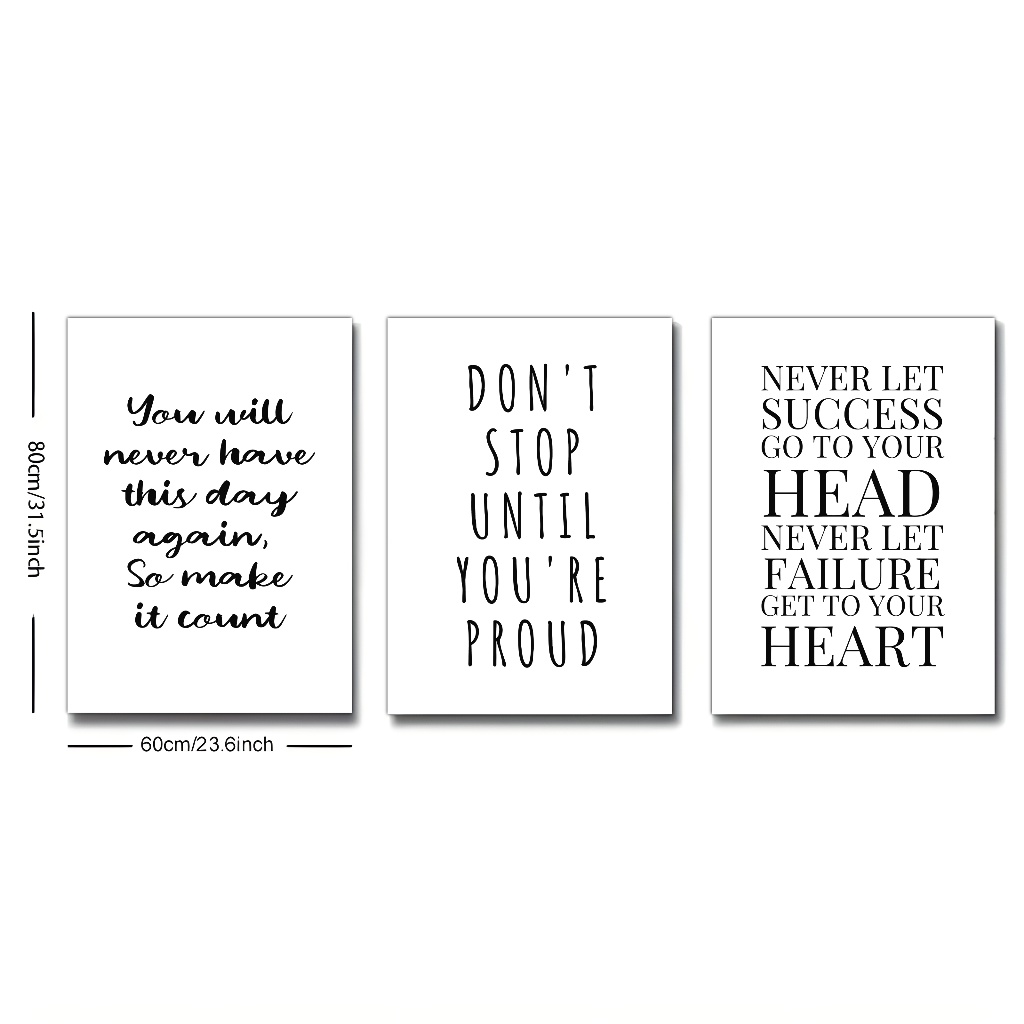 80cm/31.5inch
You will
never have
this day
again,
So make
it count
60cm/23.6inch
DON'T
STOP
UNTIL
YOU'RE
PROUD
NEVER LET
SUCCESS
GO TO YOUR
HEAD
NEVER LET
FAILURE
GET TO YOUR
HEART